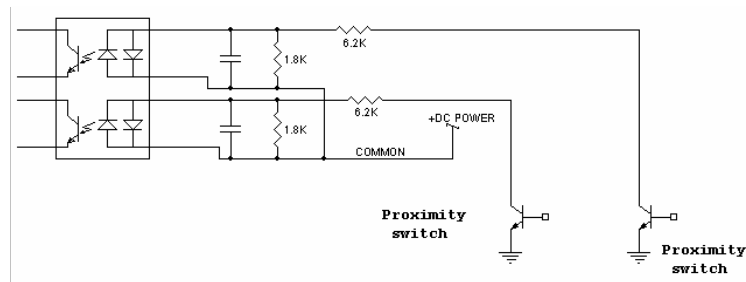 6.2K
1.8K
6.2K
+DC POWER
1.8K
COMMON
Proximity
switch
Proximity
switch